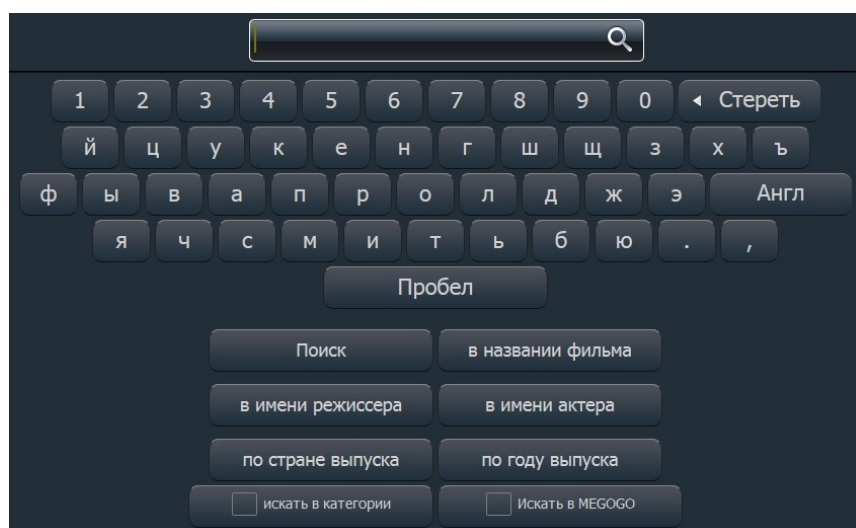 1 2 3 4 5 6 7 8 9 0 Стереть
й ц у к е н г ш щ з х ъ
ф ы в а п р о л д ж э Англ
я ч с м и т ь б ю . ,
Пробел
Поиск в названии фильма
в имени режиссера в имени актера
по стране выпуска по году выпуска
искать в категории Искать в MEGOGO